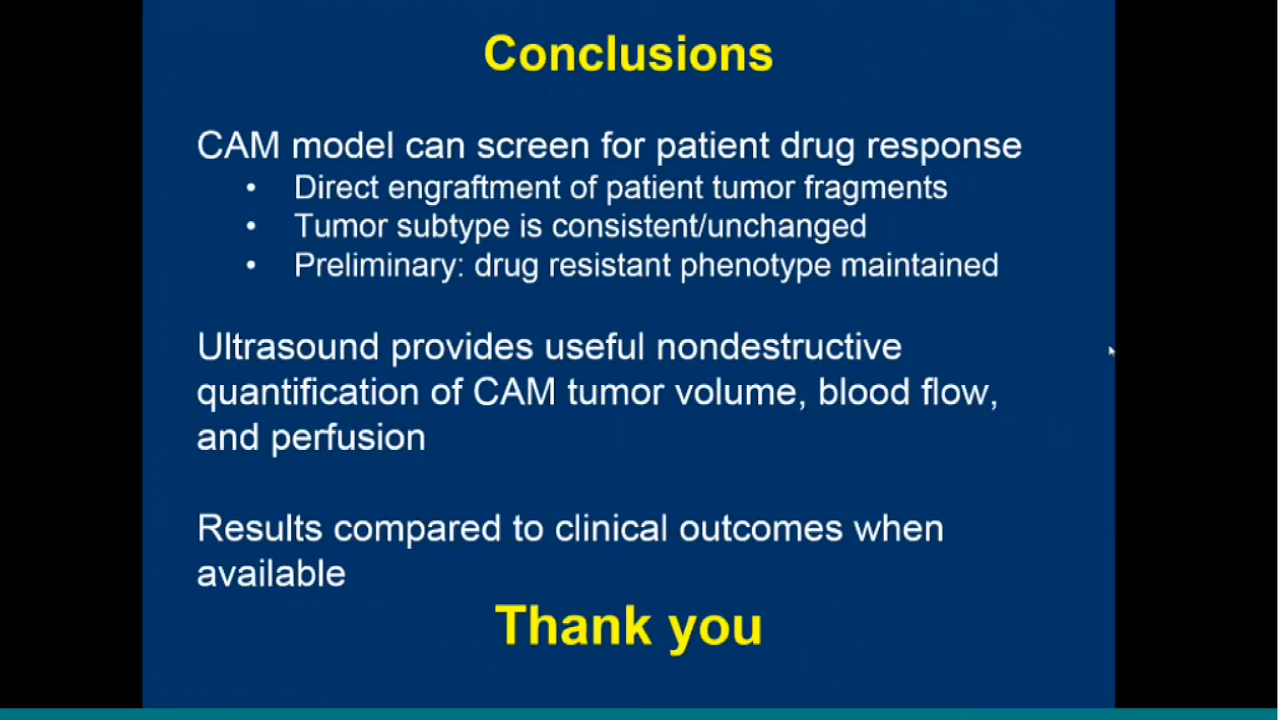 Conclusions
CAM model can screen for patient drug response
• Direct engraftment of patient tumor fragments
• Tumor subtype is consistent/unchanged
• Preliminary: drug resistant phenotype maintained
Ultrasound provides useful nondestructive
quantification of CAM tumor volume, blood flow,
and perfusion
Results compared to clinical outcomes when
available
Thank you